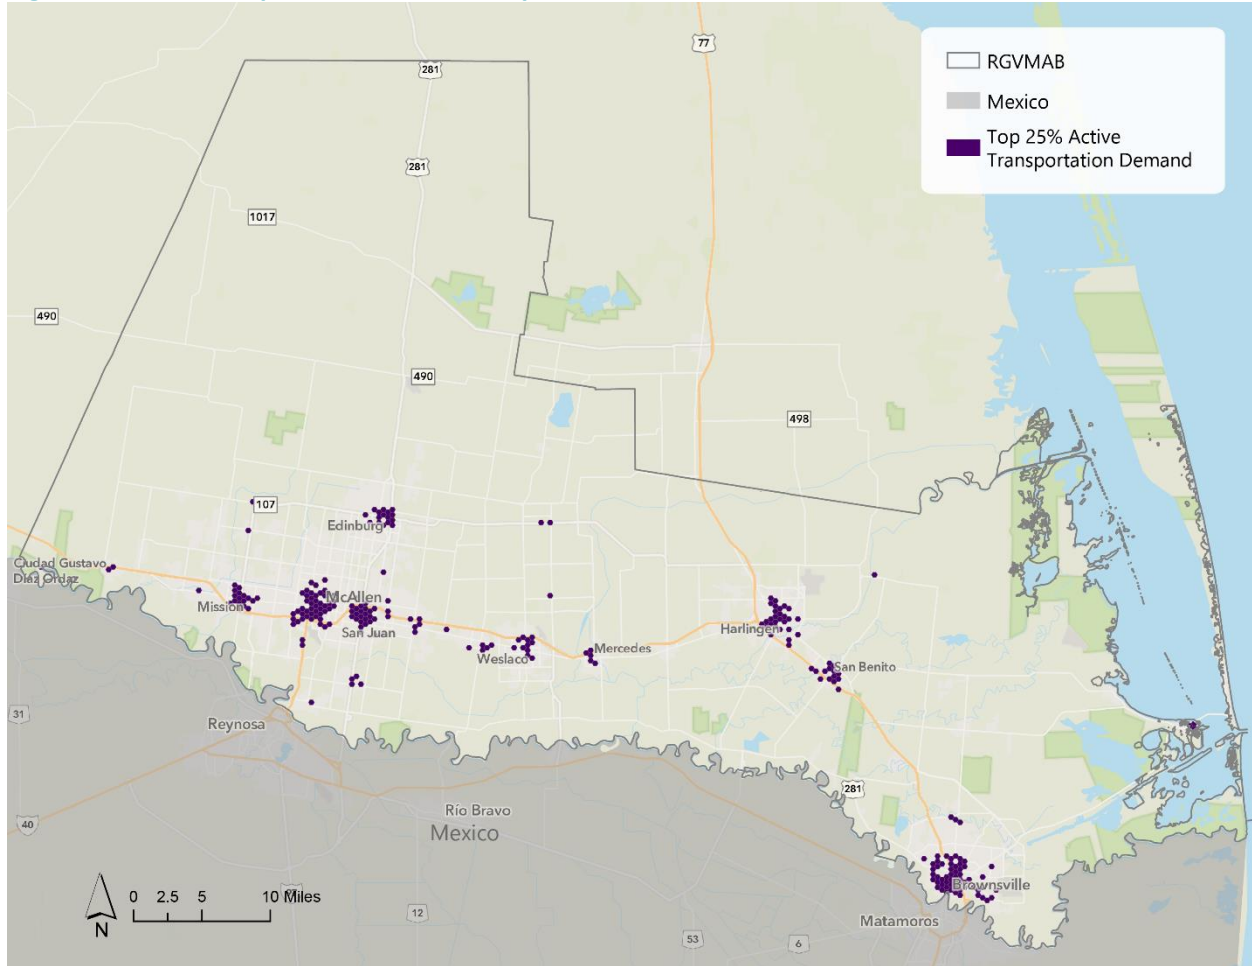 77
RGVMAB
Mexico
Top 25% Active
Transportation Demand
281
281
1017
490
490
498
107
Edinburg
Ciudad Gustavo
Díaz Ordaz
Mission
McAllen
San Juan
Weslaco
Mercedes
Harlingen
San Benito
31
Reynosa
281
Río Bravo
Mexico
40
Brownsville
Matamoros
0 2.5 5 10 Miles
N
12
53
6